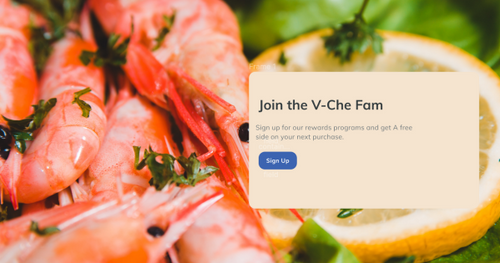 Join the V-Che Fam
Sign up for our rewords programs and get A free
side on your next purchase.
Sign Up